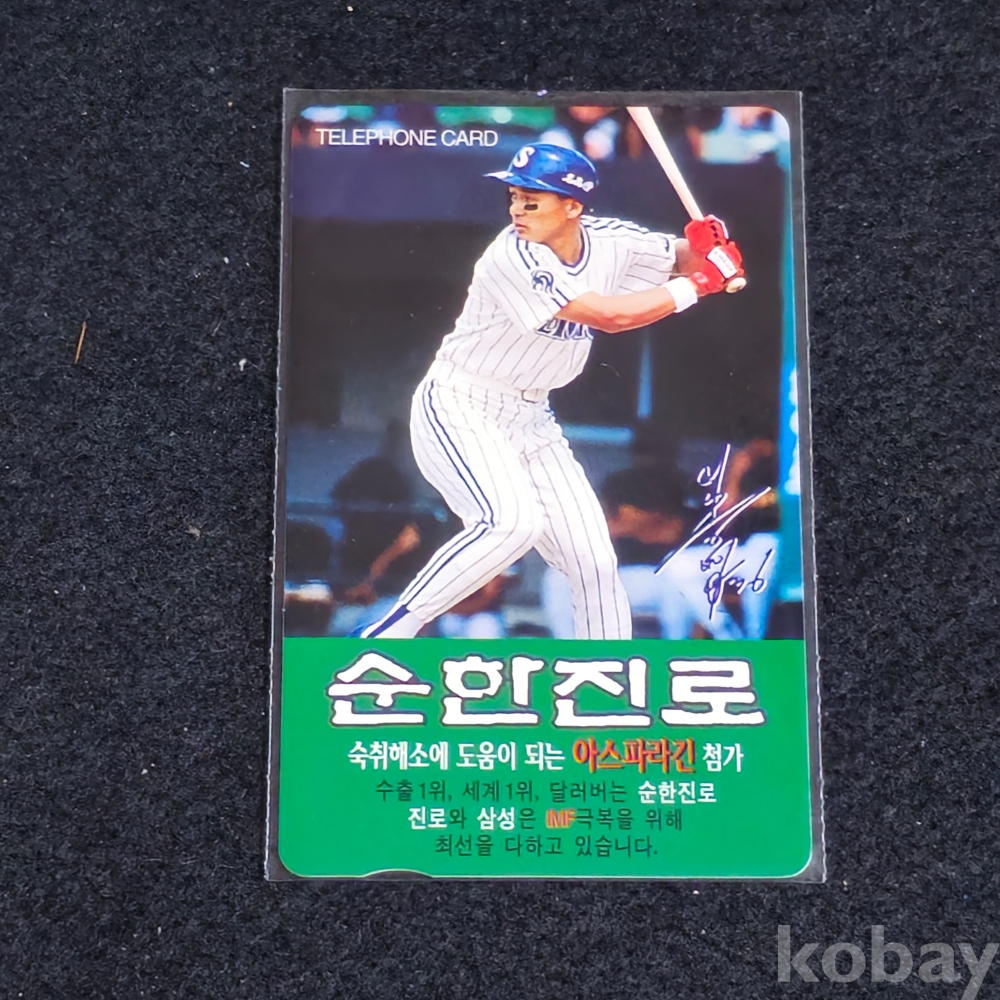 TELEPHONE CARD
S
순한진로
숙취해소에 도움이 되는 아스파라긴 첨가
수출1위, 세계1위, 달러버는 순한진로
진로와 삼성은 IMF극복을 위해
최선을 다하고 있습니다.
kobay